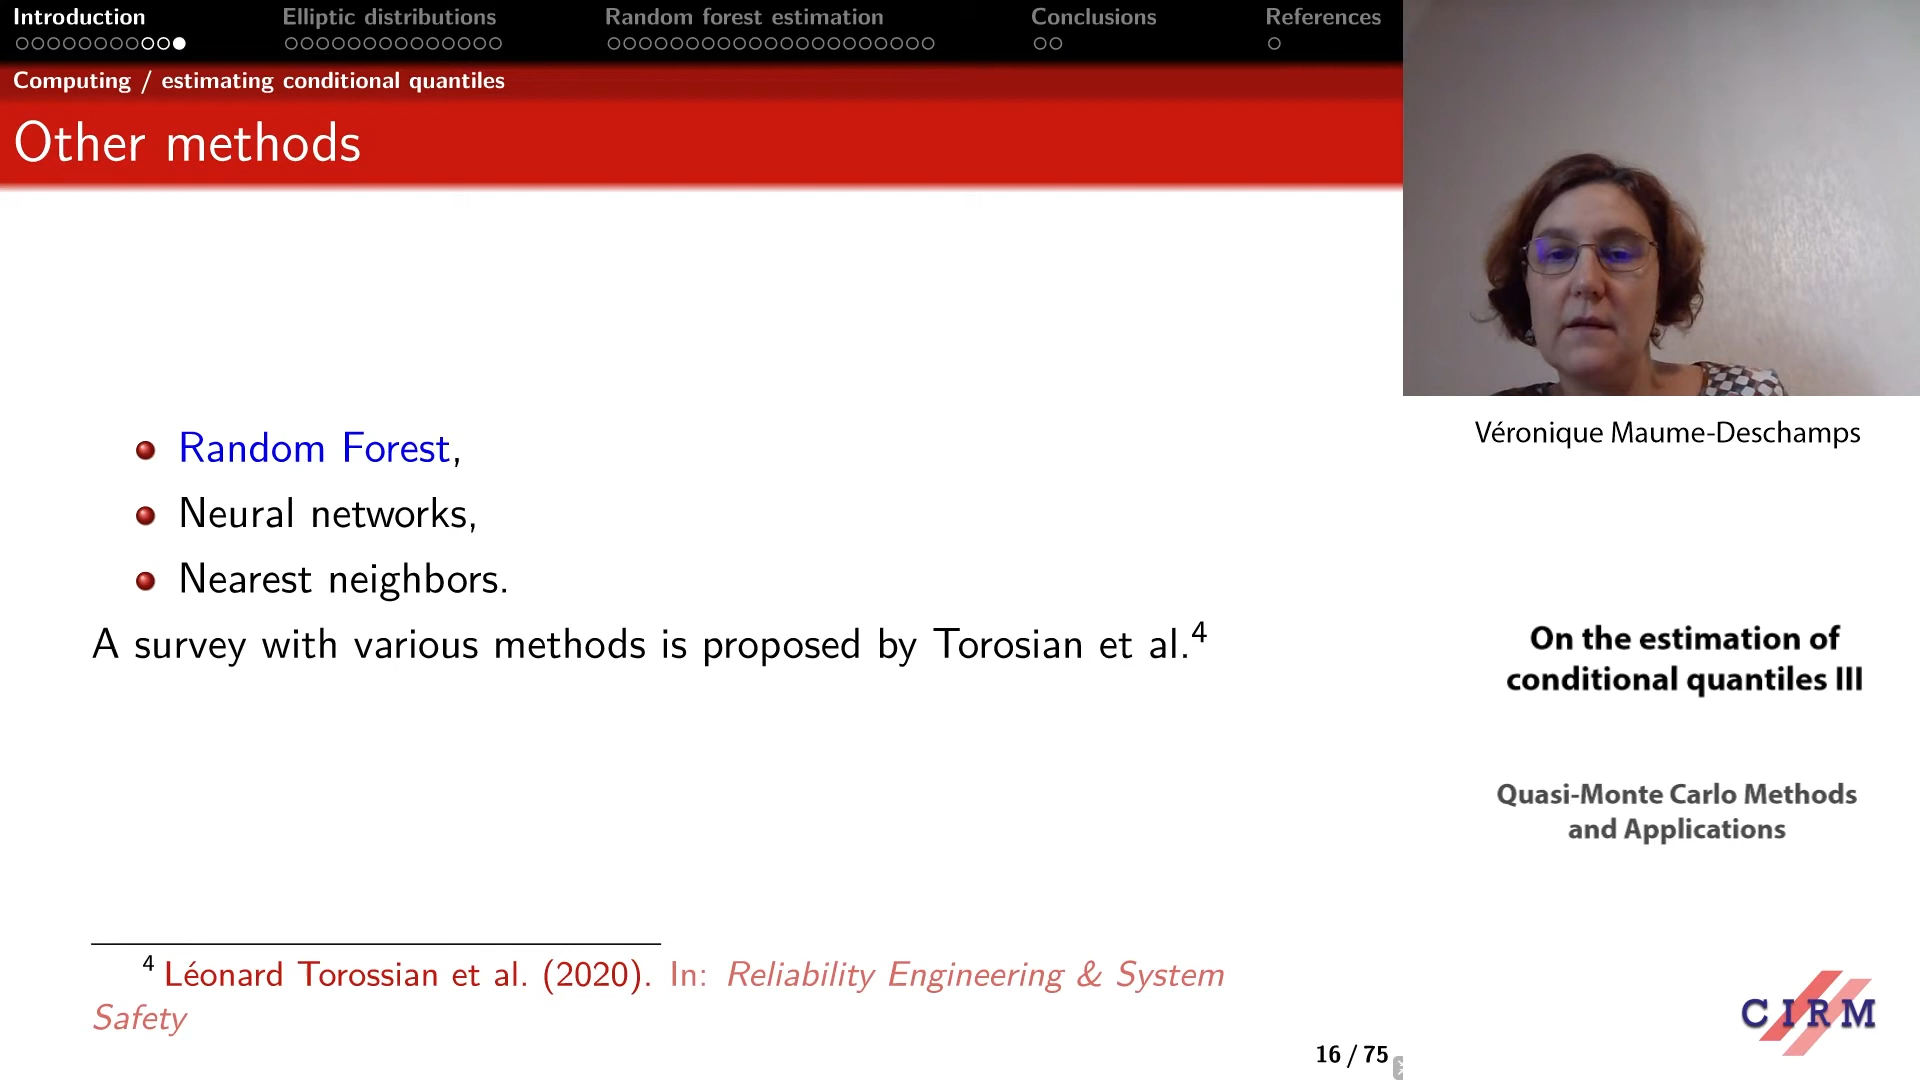 Introduction Elliptic distributions Random forest estimation Conclusions References
Computing / estimating conditional quantiles
Other methods
Random Forest,
Neural networks,
Nearest neighbors.
A survey with various methods is proposed by Torosian et al.4
4 Léonard Torossian et al. (2020). In: Reliability Engineering & System
Safety
16 / 75
Véronique Maume-Deschamps
On the estimation of
conditional quantiles III
Quasi-Monte Carlo Methods
and Applications
CIRM